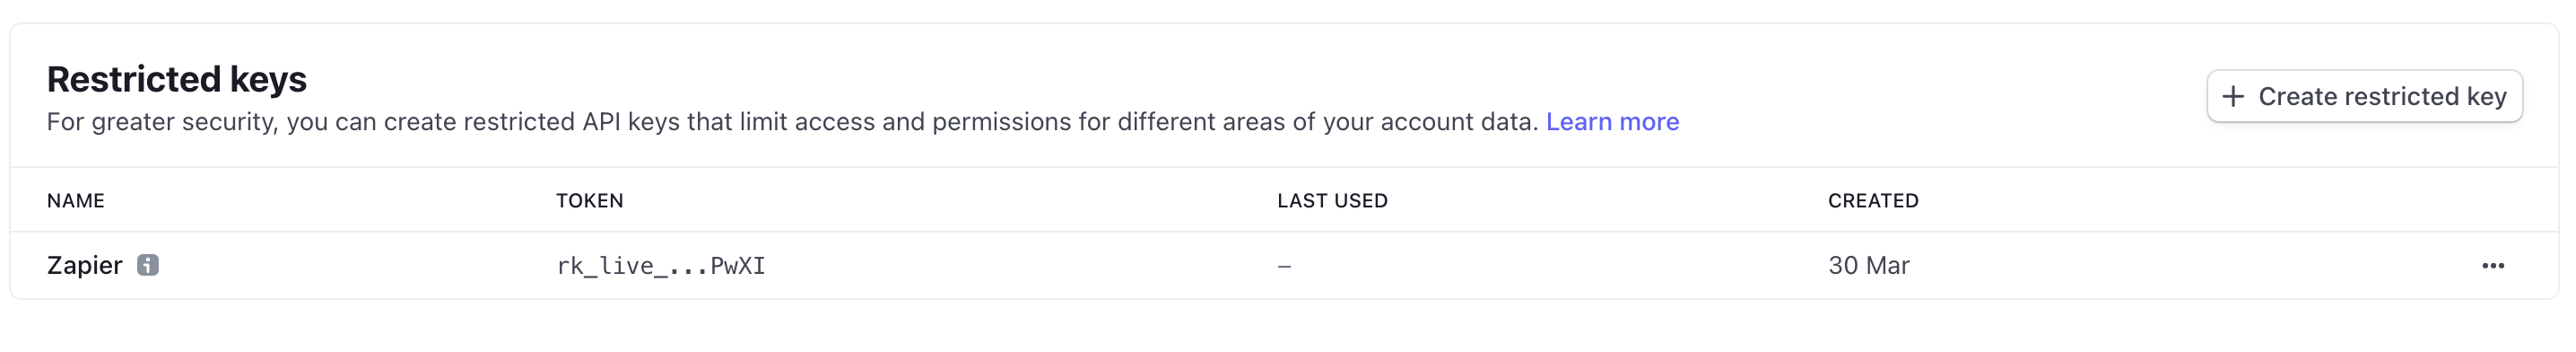 Restricted keys
For greater security, you can create restricted API keys that limit access and permissions for different areas of your account data. Learn more
+ Create restricted key
NAME TOKEN LAST USED CREATED
Zapier i rk_live_...PwXI – 30 Mar •••